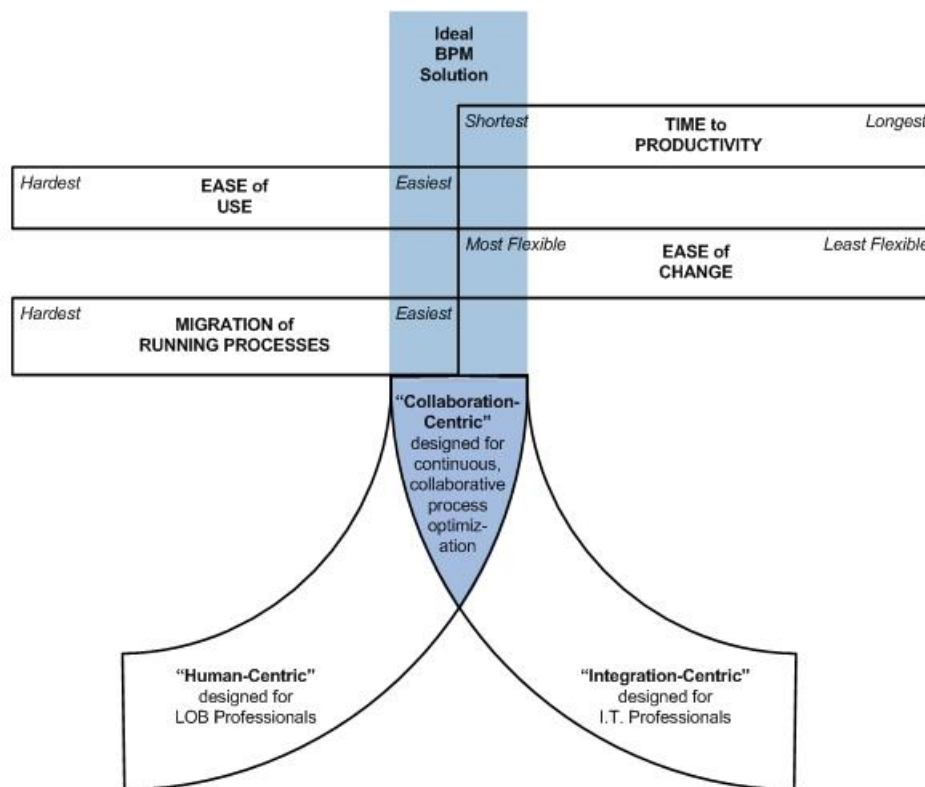 Ideal
BPM
Solution
Shortest
TIME to
PRODUCTIVITY
Longest
Hardest
EASE of
USE
Easiest
Most Flexible
EASE of
CHANGE
Least Flexible
Hardest
MIGRATION of
RUNNING PROCESSES
Easiest
“Collaboration-
Centric”
designed for
continuous,
collaborative
process
optimiz-
ation
“Human-Centric”
designed for
LOB Professionals
“Integration-Centric”
designed for
I.T. Professionals